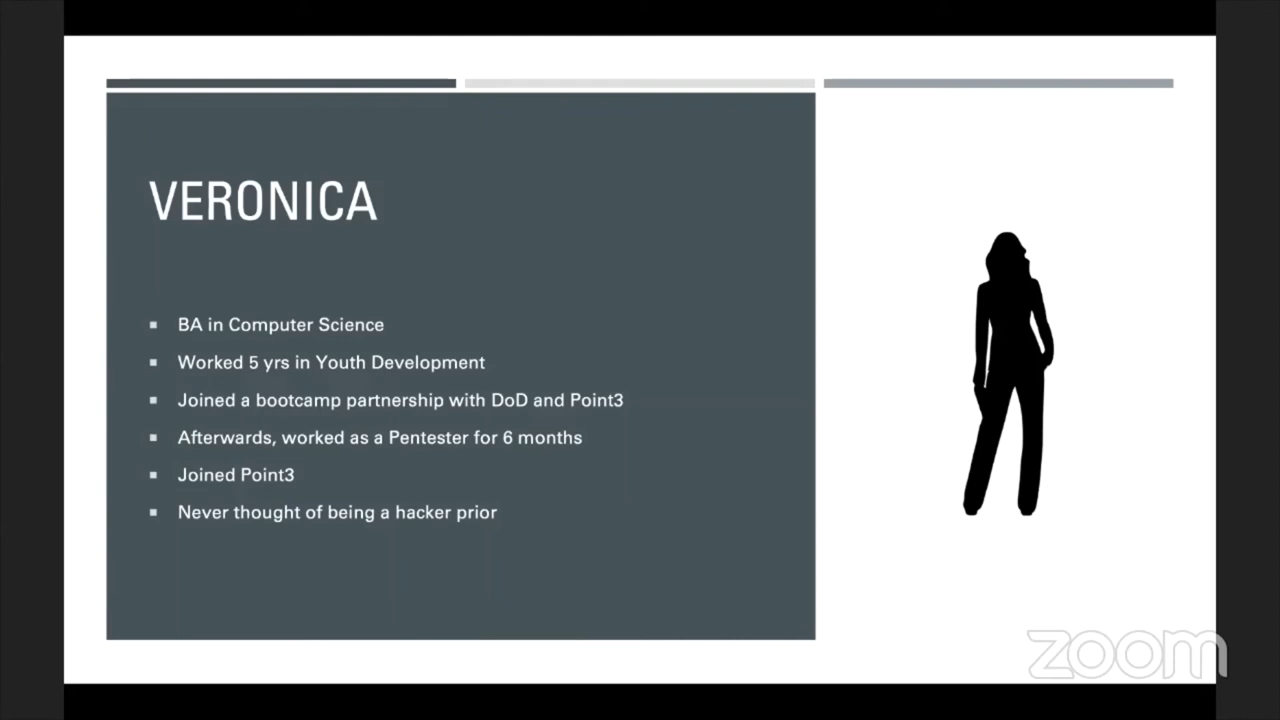 VERONICA
BA in Computer Science
Worked 5 yrs in Youth Development
Joined a bootcamp partnership with DoD and Point3
Afterwards, worked as a Pentester for 6 months
Joined Point3
Never thought of being a hacker prior
zoom